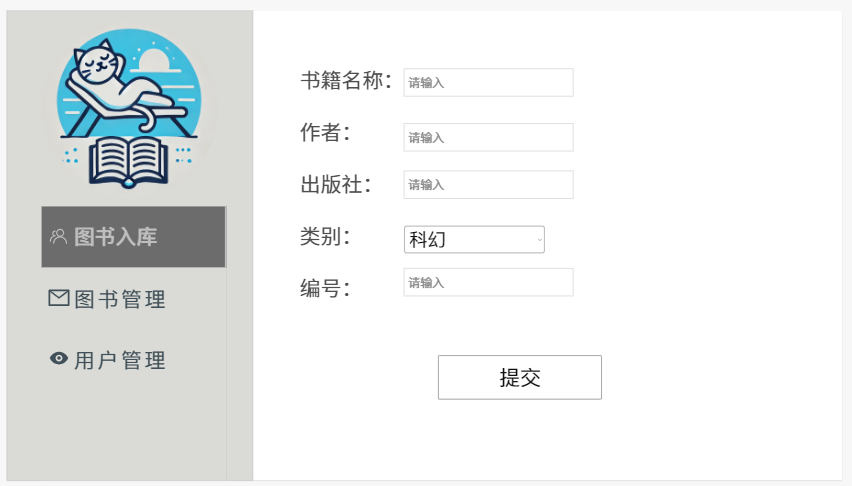 图书入库
图书管理
用户管理
书籍名称： 请输入
作者： 请输入
出版社： 请输入
类别： 科幻
编号： 请输入
提交